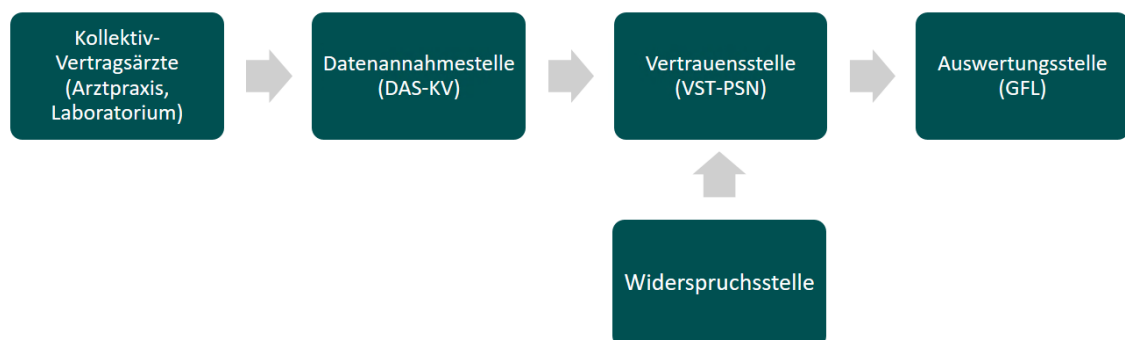 Kollektiv-
Vertragsärzte
(Arztpraxis,
Laboratorium)
Datenannahmestelle
(DAS-KV)
Vertrauensstelle
(VST-PSN)
Auswertungsstelle
(GFL)
Widerspruchsstelle